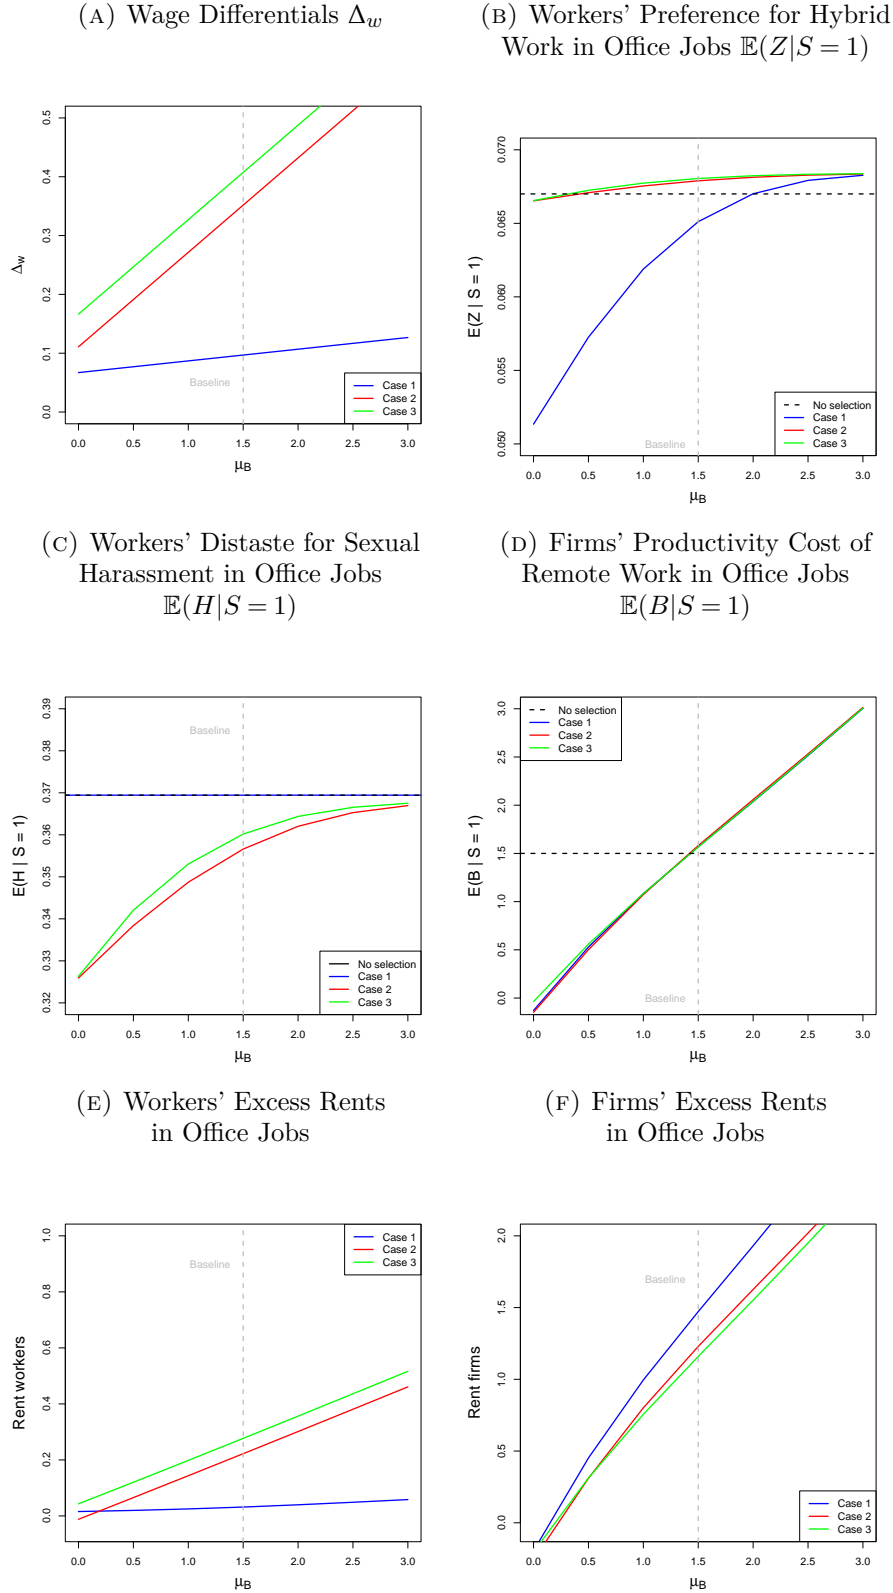 (A) Wage Differentials Δw
0.5
0.4
0.3
0.2
0.1
0.0
Δw
Baseline
Case 1
Case 2
Case 3
0.0 0.5 1.0 1.5 2.0 2.5 3.0
μB
(B) Workers' Preference for Hybrid
Work in Office Jobs 𝔼(Z|S = 1)
0.070
0.065
0.060
0.055
0.050
E(Z | S = 1)
Baseline
No selection
Case 1
Case 2
Case 3
0.0 0.5 1.0 1.5 2.0 2.5 3.0
μB
(C) Workers' Distaste for Sexual
Harassment in Office Jobs
𝔼(H|S = 1)
0.39
0.38
0.37
0.36
0.35
0.34
0.33
0.32
E(H | S = 1)
Baseline
No selection
Case 1
Case 2
Case 3
0.0 0.5 1.0 1.5 2.0 2.5 3.0
μB
(D) Firms' Productivity Cost of
Remote Work in Office Jobs
𝔼(B|S = 1)
3.0
2.5
2.0
1.5
1.0
0.5
0.0
E(B | S = 1)
No selection
Case 1
Case 2
Case 3
Baseline
0.0 0.5 1.0 1.5 2.0 2.5 3.0
μB
(E) Workers' Excess Rents
in Office Jobs
1.0
0.8
0.6
0.4
0.2
0.0
Rent workers
Baseline
Case 1
Case 2
Case 3
0.0 0.5 1.0 1.5 2.0 2.5 3.0
μB
(F) Firms' Excess Rents
in Office Jobs
2.0
1.5
1.0
0.5
0.0
Rent firms
Baseline
Case 1
Case 2
Case 3
0.0 0.5 1.0 1.5 2.0 2.5 3.0
μB